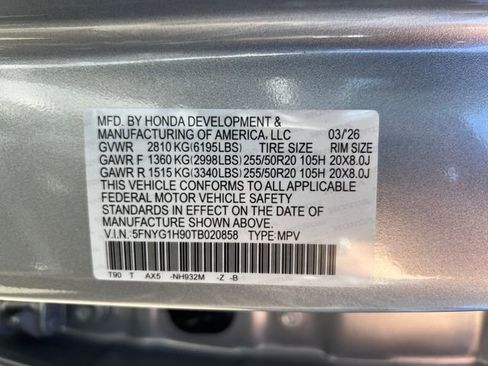 MFD. BY HONDA DEVELOPMENT &
MANUFACTURING OF AMERICA, LLC 03/'26
GVWR 2810 KG(6195LBS) TIRE SIZE RIM SIZE
GAWR F 1360 KG(2998LBS) 255/50R20 105H 20X8.0J
GAWR R 1515 KG(3340LBS) 255/50R20 105H 20X8.0J
THIS VEHICLE CONFORMS TO ALL APPLICABLE
FEDERAL MOTOR VEHICLE SAFETY
STANDARDS IN EFFECT ON THE DATE OF
MANUFACTURE SHOWN ABOVE.
V.I.N.:5FNYG1H90TB020858 TYPE:MPV
T90 T AX5 -NH932M -Z -B